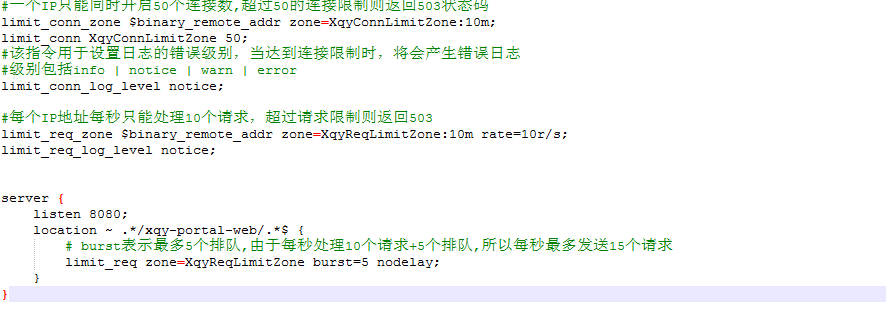 #一个IP只能同时开启50个连接数,超过50的连接限制则返回503状态码
limit_conn_zone $binary_remote_addr zone=XqyConnLimitZone:10m;
limit_conn XqyConnLimitZone 50;
#该指令用于设置日志的错误级别，当达到连接限制时，将会产生错误日志
#级别包括info | notice | warn | error
limit_conn_log_level notice;
#每个IP地址每秒只能处理10个请求，超过请求限制则返回503
limit_req_zone $binary_remote_addr zone=XqyReqLimitZone:10m rate=10r/s;
limit_req_log_level notice;
server {
listen 8080;
location ~ .*/xqy-portal-web/.*$ {
# burst表示最多5个排队,由于每秒处理10个请求+5个排队,所以每秒最多发送15个请求
limit_req zone=XqyReqLimitZone burst=5 nodelay;
}
}